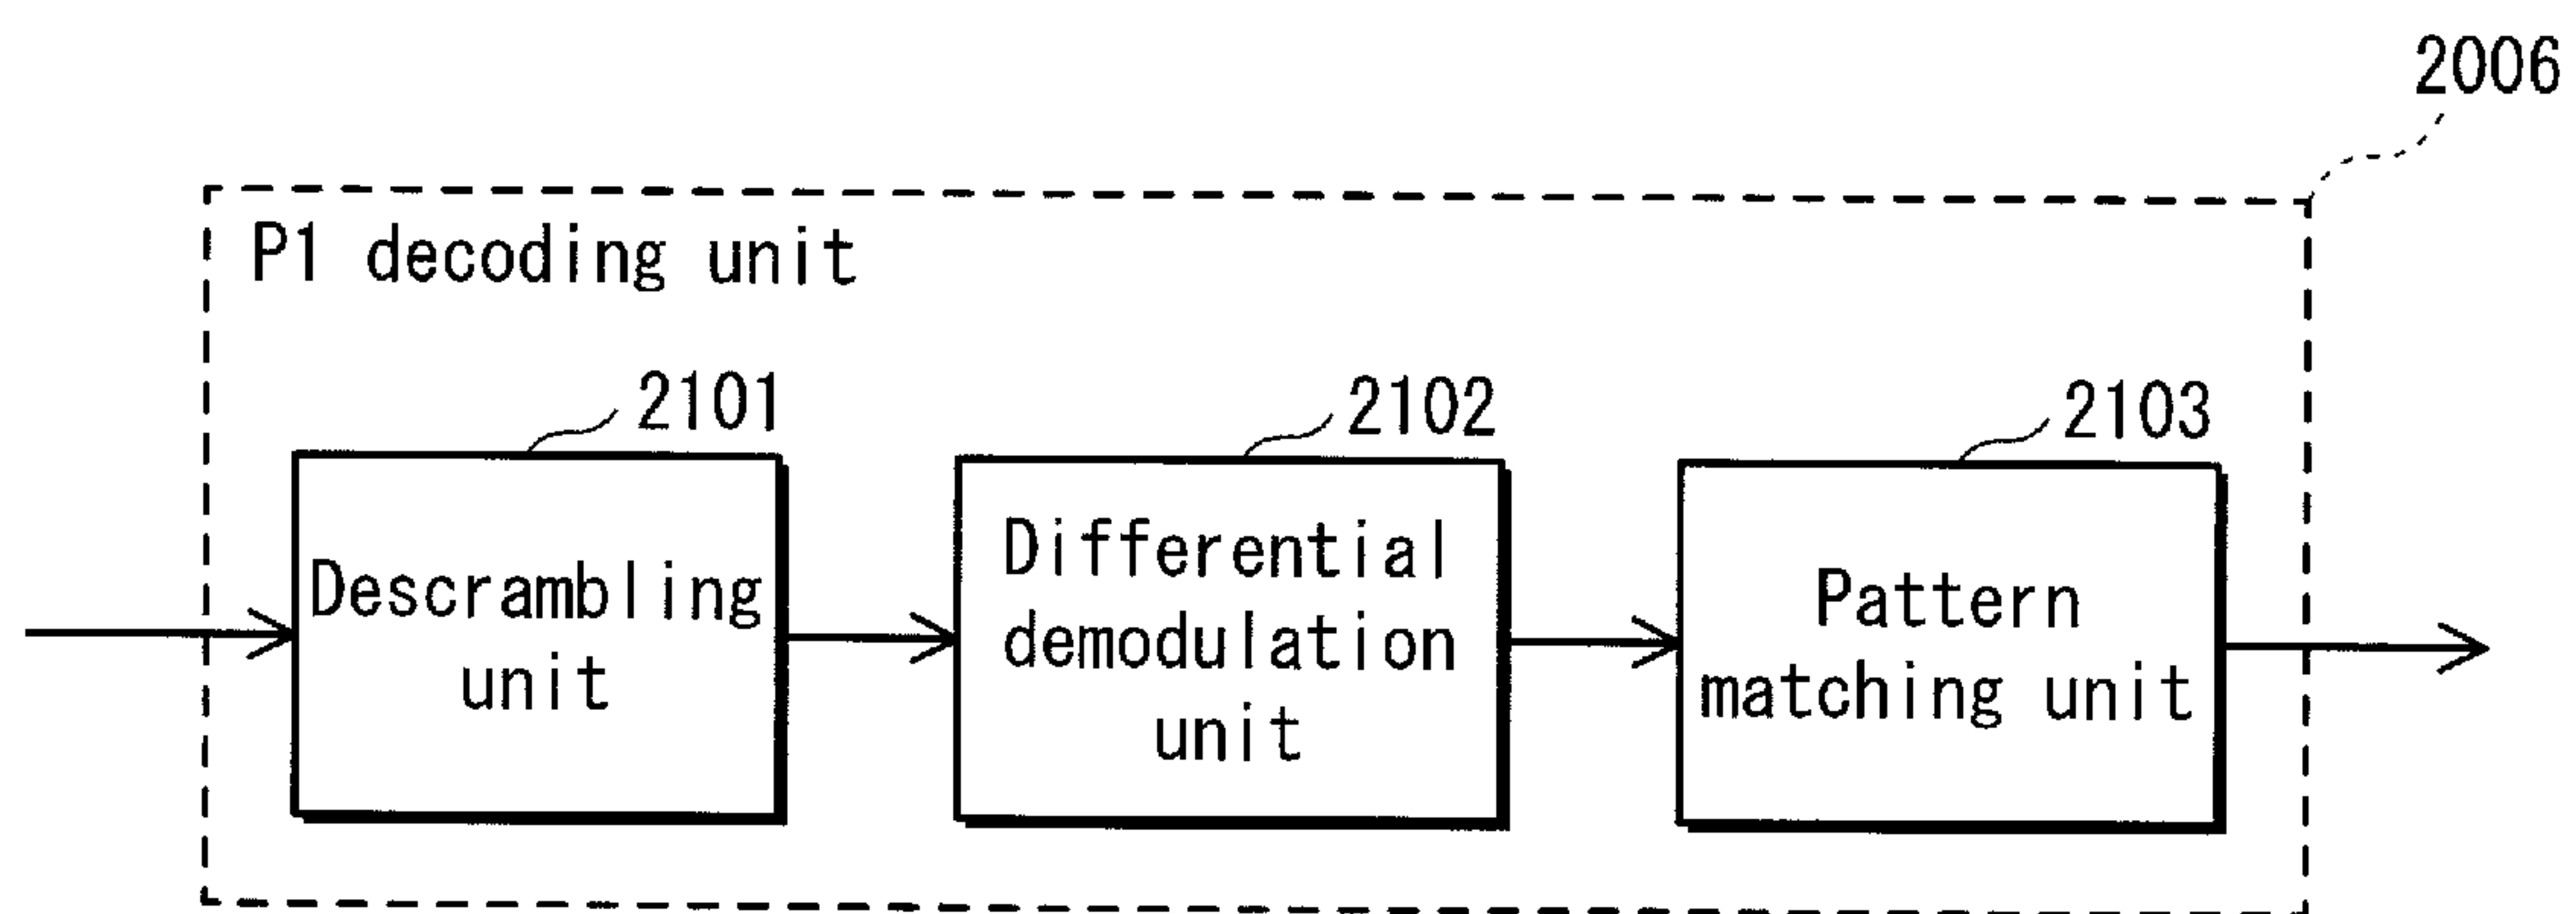 2006
P1 decoding unit
2101
2102
2103
Descrambling
unit
Differential
demodulation
unit
Pattern
matching unit